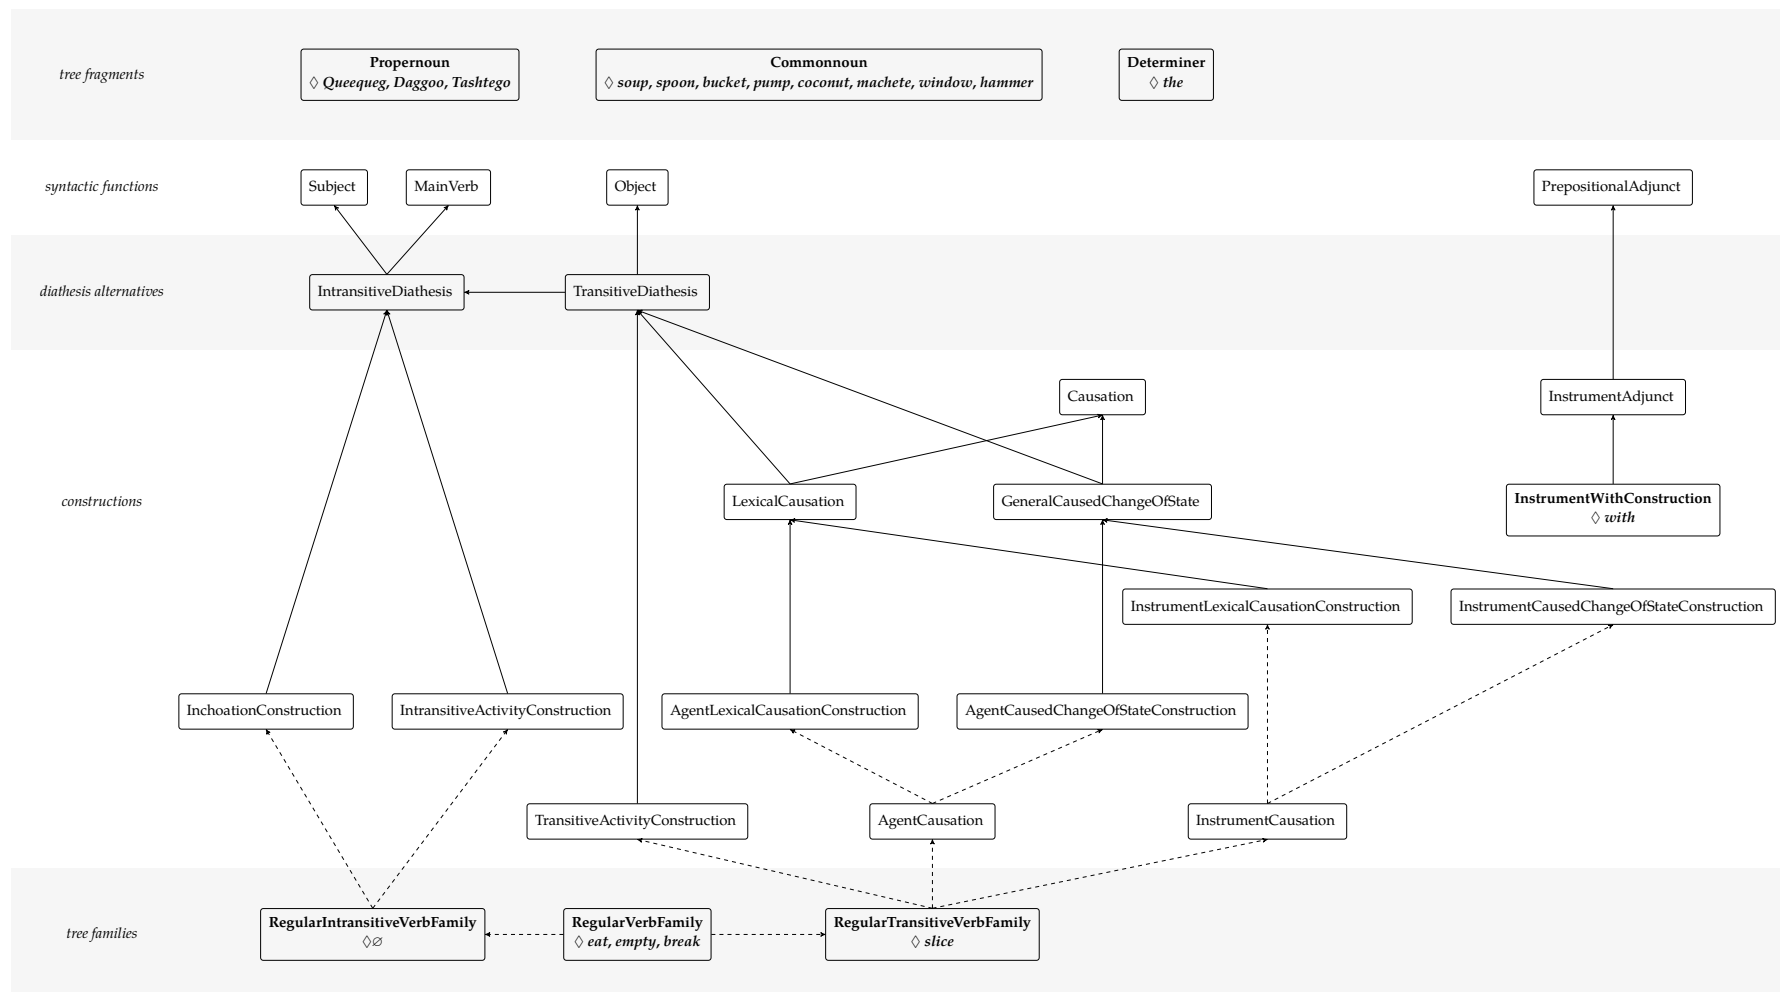 tree fragments
Propernoun
◊ Queequeg, Daggoo, Tashtego
Commonnoun
◊ soup, spoon, bucket, pump, coconut, machete, window, hammer
Determiner
◊ the
syntactic functions
Subject
MainVerb
Object
PrepositionalAdjunct
diathesis alternatives
IntransitiveDiathesis
TransitiveDiathesis
Causation
InstrumentAdjunct
constructions
LexicalCausation
GeneralCausedChangeOfState
InstrumentWithConstruction
◊ with
InstrumentLexicalCausationConstruction
InstrumentCausedChangeOfStateConstruction
InchoationConstruction
IntransitiveActivityConstruction
AgentLexicalCausationConstruction
AgentCausedChangeOfStateConstruction
TransitiveActivityConstruction
AgentCausation
InstrumentCausation
tree families
RegularIntransitiveVerbFamily
◊∅
RegularVerbFamily
◊ eat, empty, break
RegularTransitiveVerbFamily
◊ slice